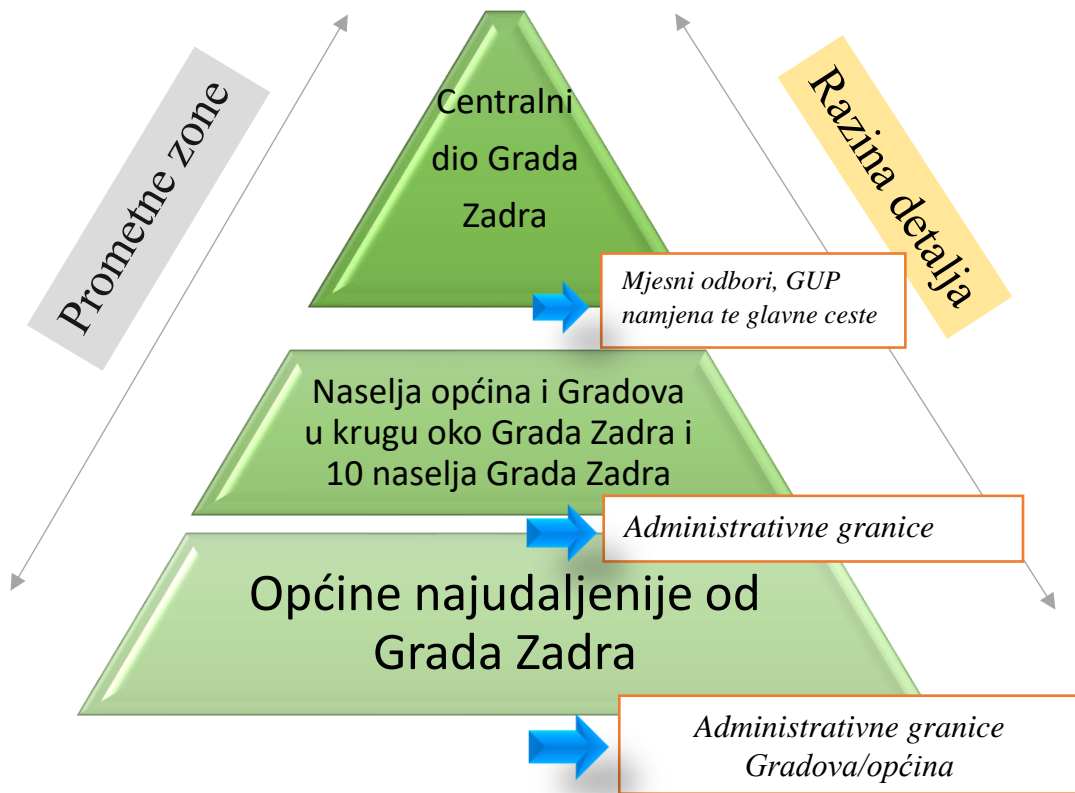 Prometne zone
Razina detalja
Centralni
dio Grada
Zadra
Mjesni odbori, GUP
namjena te glavne ceste
Naselja općina i Gradova
u krugu oko Grada Zadra i
10 naselja Grada Zadra
Administrativne granice
Općine najudaljenije od
Grada Zadra
Administrativne granice
Gradova/općina